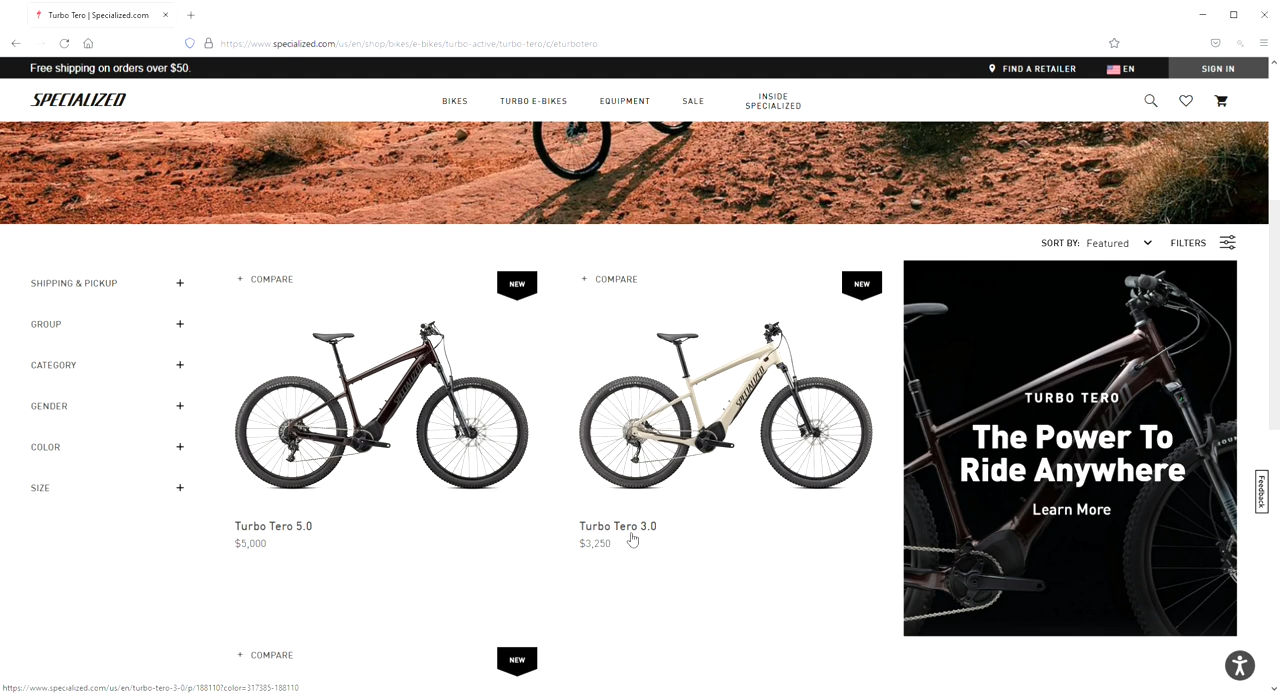 Turbo Tero | Specialized.com
https://www.specialized.com/us/en/shop/bikes/e-bikes/turbo-active/turbo-tero/c/eturbotero
Free shipping on orders over $50.
FIND A RETAILER
EN
SIGN IN
SPECIALIZED
BIKES
TURBO E-BIKES
EQUIPMENT
SALE
INSIDE
SPECIALIZED
SORT BY: Featured
FILTERS
SHIPPING & PICKUP +
GROUP +
CATEGORY +
GENDER +
COLOR +
SIZE +
+ COMPARE
NEW
SPECIALIZED
Turbo Tero 5.0
$5,000
+ COMPARE
NEW
SPECIALIZED
Turbo Tero 3.0
$3,250
TURBO TERO
The Power To
Ride Anywhere
Learn More
Feedback
+ COMPARE
NEW
https://www.specialized.com/us/en/turbo-tero-3-0/p/188110?color=317385-188110